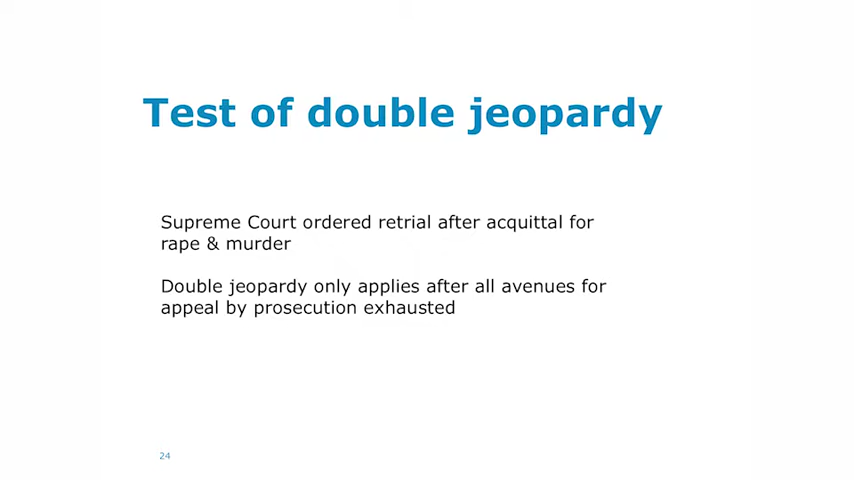 Test of double jeopardy
Supreme Court ordered retrial after acquittal for
rape & murder
Double jeopardy only applies after all avenues for
appeal by prosecution exhausted
24